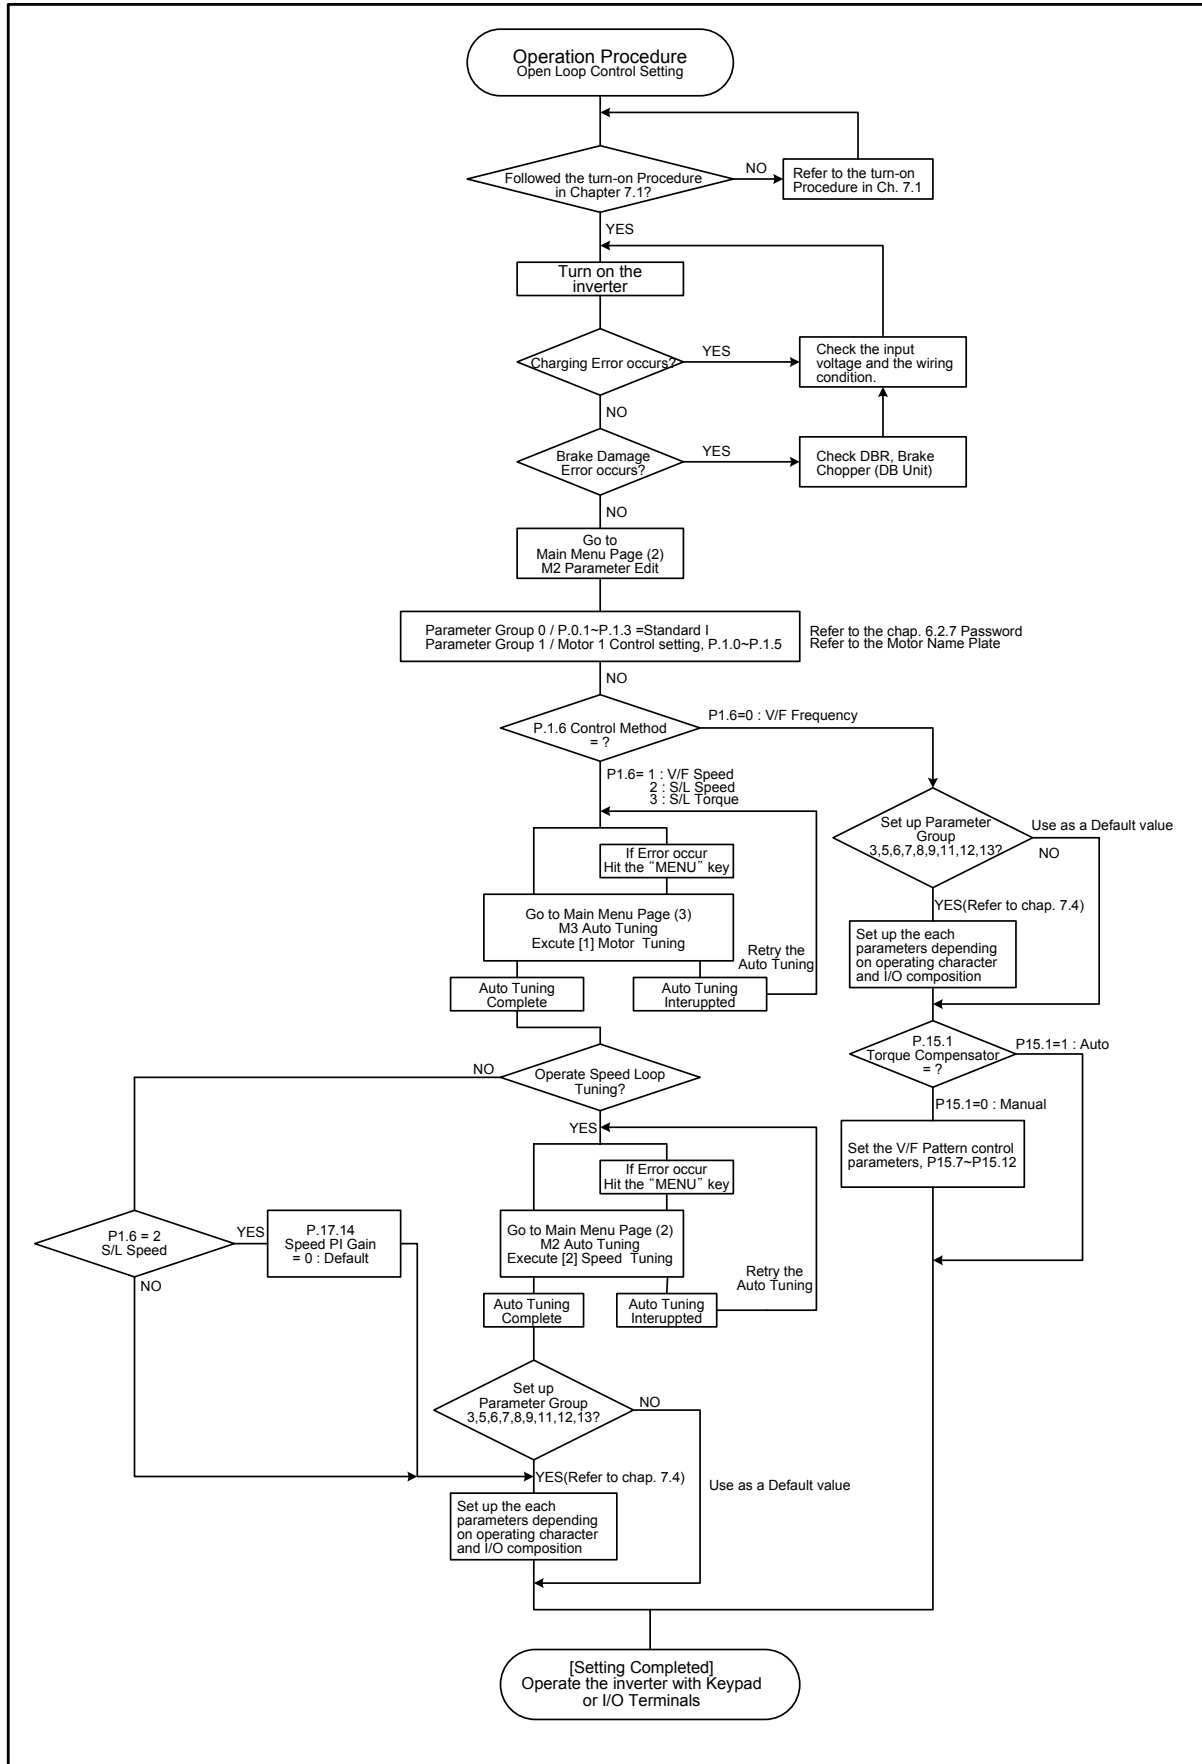 Operation Procedure
Open Loop Control Setting
Followed the turn-on Procedure
in Chapter 7.1?
NO
Refer to the turn-on
Procedure in Ch. 7.1
YES
Turn on the
inverter
Charging Error occurs?
YES
Check the input
voltage and the wiring
condition.
NO
Brake Damage
Error occurs?
YES
Check DBR, Brake
Chopper (DB Unit)
NO
Go to
Main Menu Page (2)
M2 Parameter Edit
Parameter Group 0 / P.0.1~P.1.3 =Standard I
Parameter Group 1 / Motor 1 Control setting, P.1.0~P.1.5
Refer to the chap. 6.2.7 Password
Refer to the Motor Name Plate
NO
P.1.6 Control Method
= ?
P1.6=0 : V/F Frequency
P1.6= 1 : V/F Speed
2 : S/L Speed
3 : S/L Torque
If Error occur
Hit the “MENU” key
Go to Main Menu Page (3)
M3 Auto Tuning
Excute [1] Motor  Tuning
Retry the
Auto Tuning
Auto Tuning
Complete
Auto Tuning
Interuppted
Set up Parameter
Group
3,5,6,7,8,9,11,12,13?
Use as a Default value
NO
YES(Refer to chap. 7.4)
Set up the each
parameters depending
on operating character
and I/O composition
P.15.1
Torque Compensator
= ?
P15.1=1 : Auto
P15.1=0 : Manual
Set the V/F Pattern control
parameters, P15.7~P15.12
NO
Operate Speed Loop
Tuning?
YES
If Error occur
Hit the “MENU” key
Go to Main Menu Page (2)
M2 Auto Tuning
Execute [2] Speed  Tuning
Retry the
Auto Tuning
Auto Tuning
Complete
Auto Tuning
Interuppted
P1.6 = 2
S/L Speed
YES
P.17.14
Speed PI Gain
= 0 : Default
NO
Set up
Parameter Group
3,5,6,7,8,9,11,12,13?
NO
YES(Refer to chap. 7.4)
Use as a Default value
Set up the each
parameters depending
on operating character
and I/O composition
[Setting Completed]
Operate the inverter with Keypad
or I/O Terminals